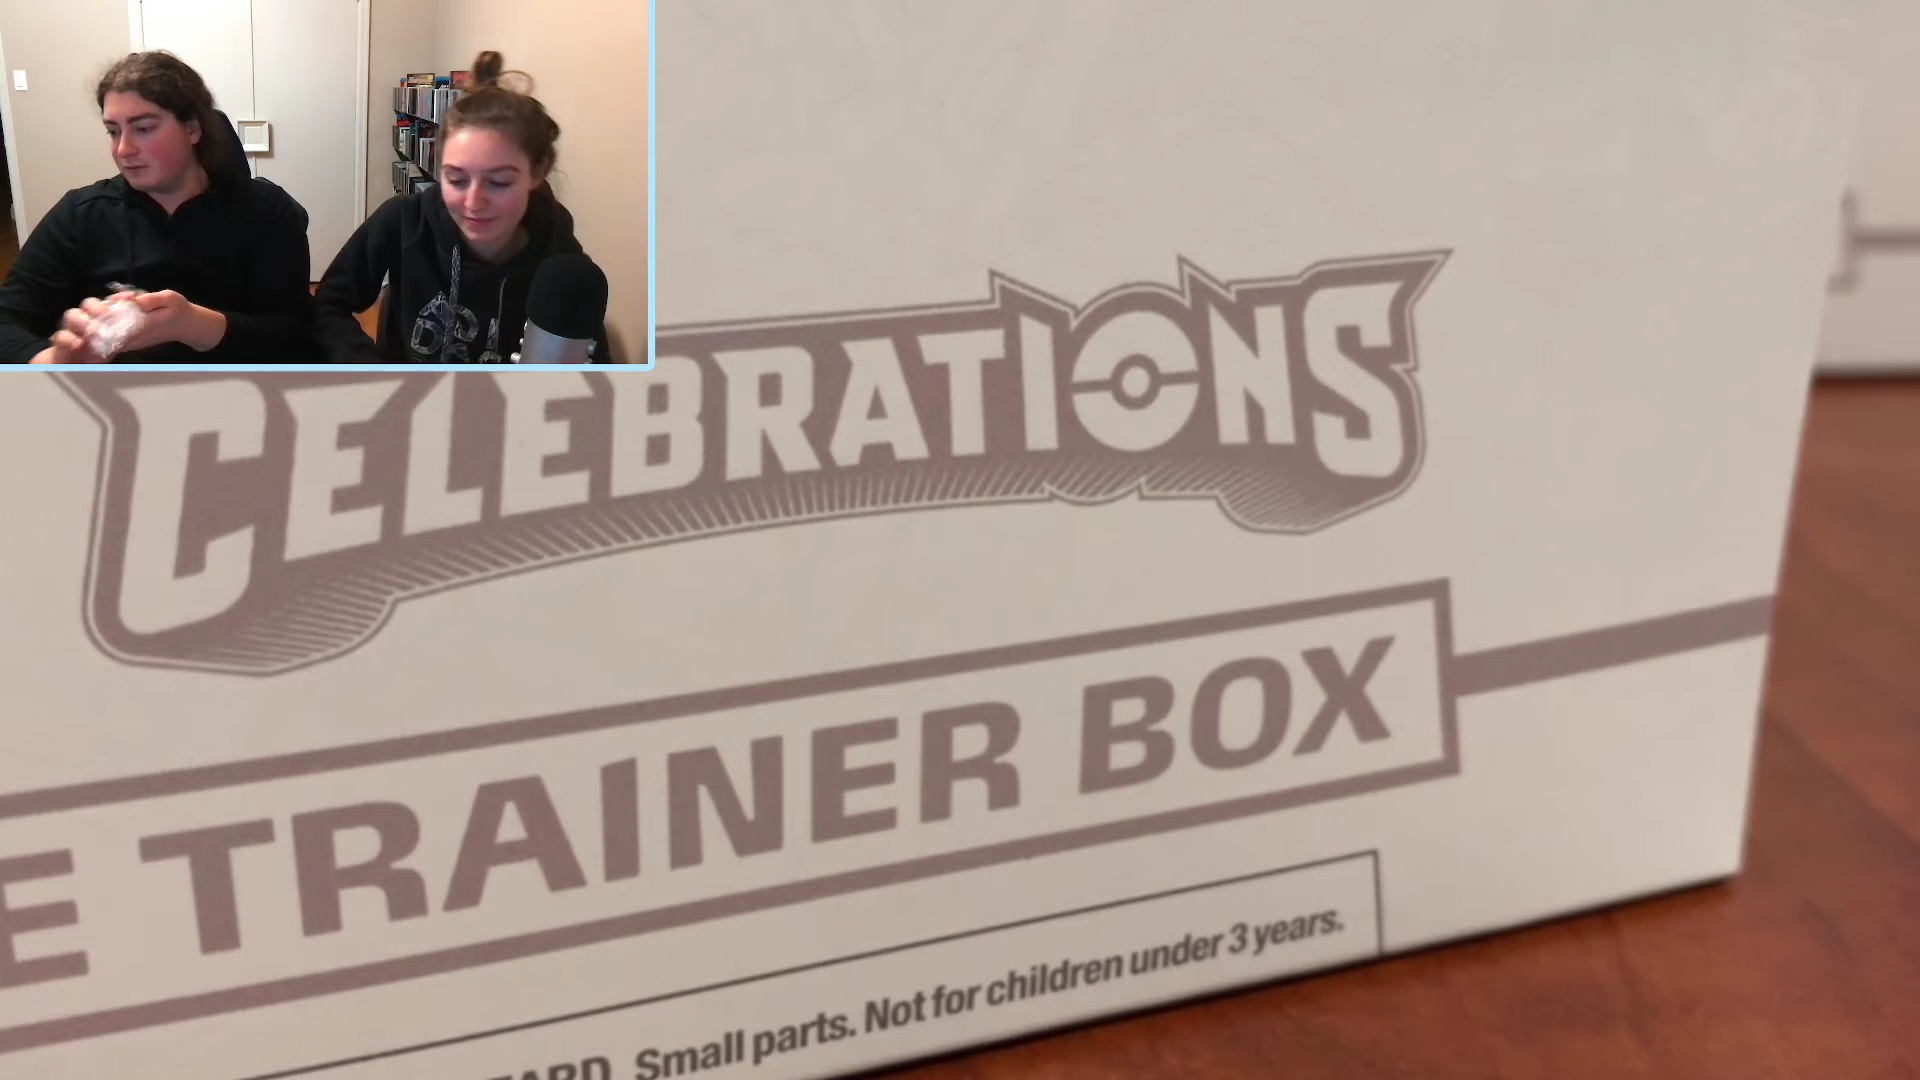 CELEBRATIONS
E TRAINER BOX
Small parts. Not for children under 3 years.